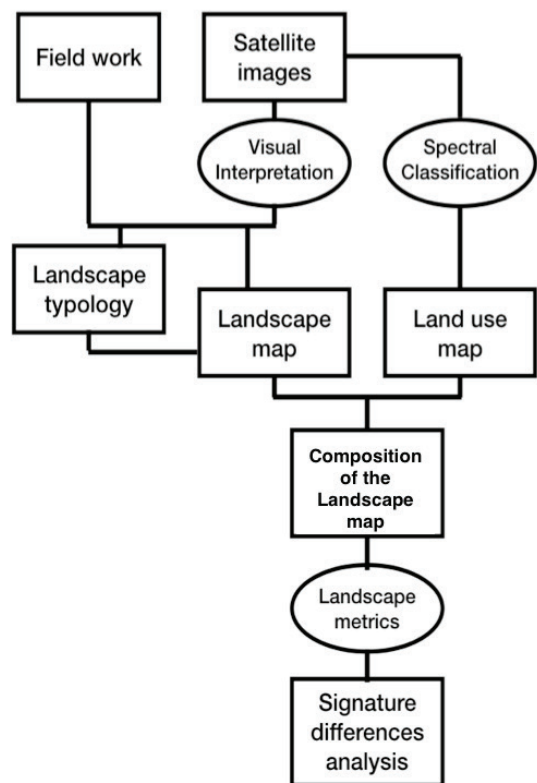 Field work
Satellite
images
Visual
Interpretation
Spectral
Classification
Landscape
typology
Landscape
map
Land use
map
Composition
of the
Landscape
map
Landscape
metrics
Signature
differences
analysis